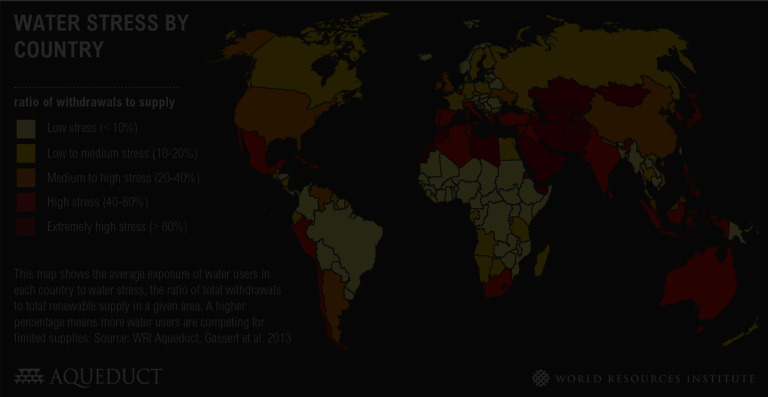 WATER STRESS BY
COUNTRY
ratio of withdrawals to supply
Low stress (< 10%)
Low to medium stress (10-20%)
Medium to high stress (20-40%)
High stress (40-80%)
Extremely high stress (> 80%)
This map shows the average exposure of water users in
each country to water stress, the ratio of total withdrawals
to total renewable supply in a given area. A higher
percentage means more water users are competing for
limited supplies. Source: WRI Aqueduct, Gassert et al. 2013
AQUEDUCT
WORLD RESOURCES INSTITUTE